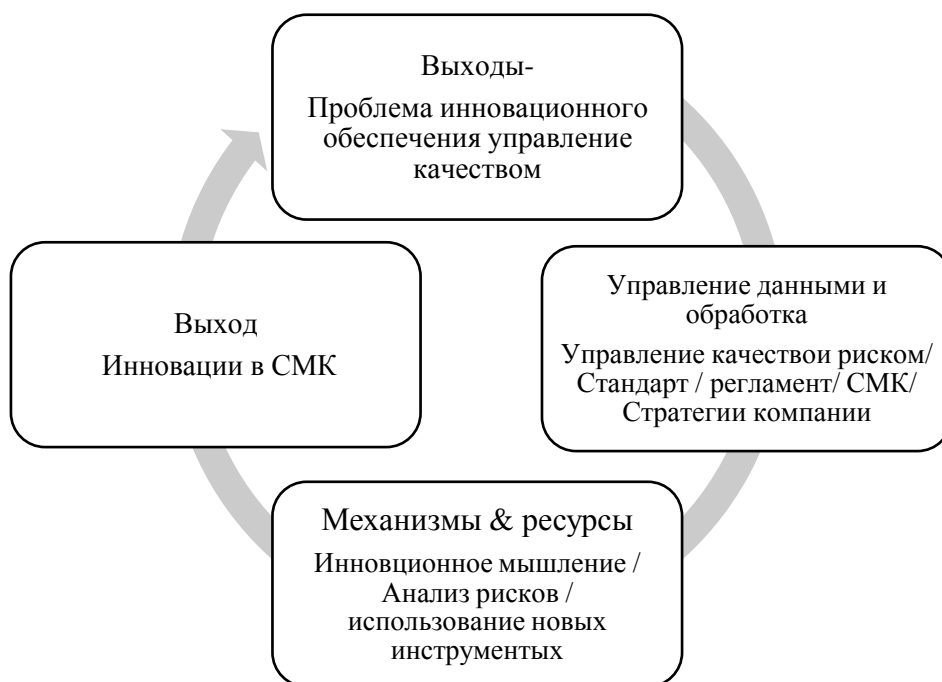 Выходы-
Проблема инновационного
обеспечения управление
качеством
Управление данными и
обработка
Управление качествои риском/
Стандарт / регламент/ СМК/
Стратегии компании
Механизмы & ресурсы
Инновционное мышление /
Анализ рисков /
использование новых
инструментых
Выход
Инновации в СМК